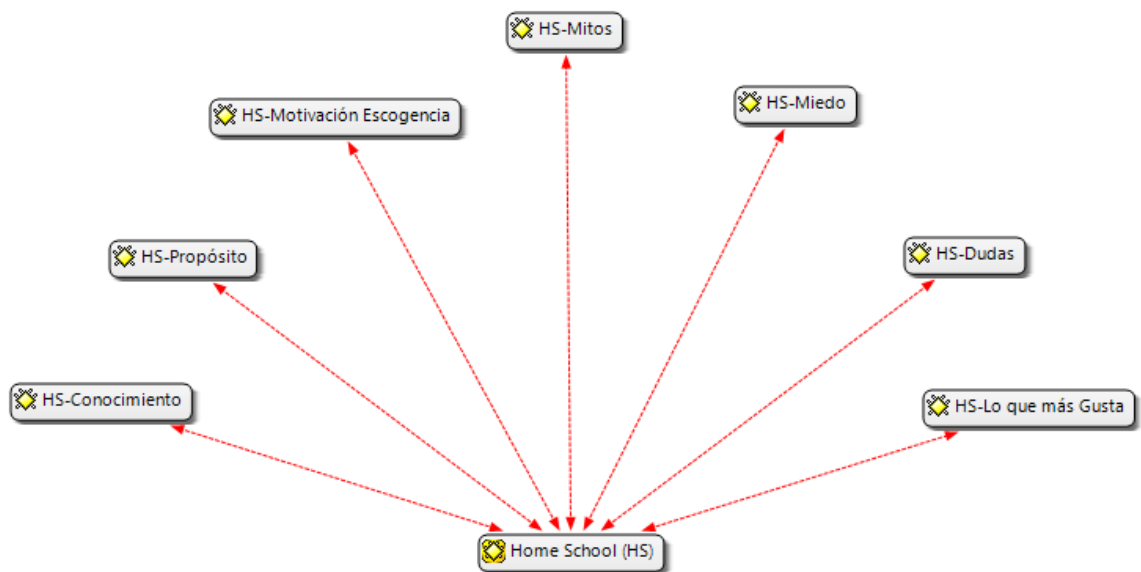 HS-Mitos
HS-Miedo
HS-Motivación Escogencia
HS-Propósito
HS-Dudas
HS-Conocimiento
HS-Lo que más Gusta
Home School (HS)